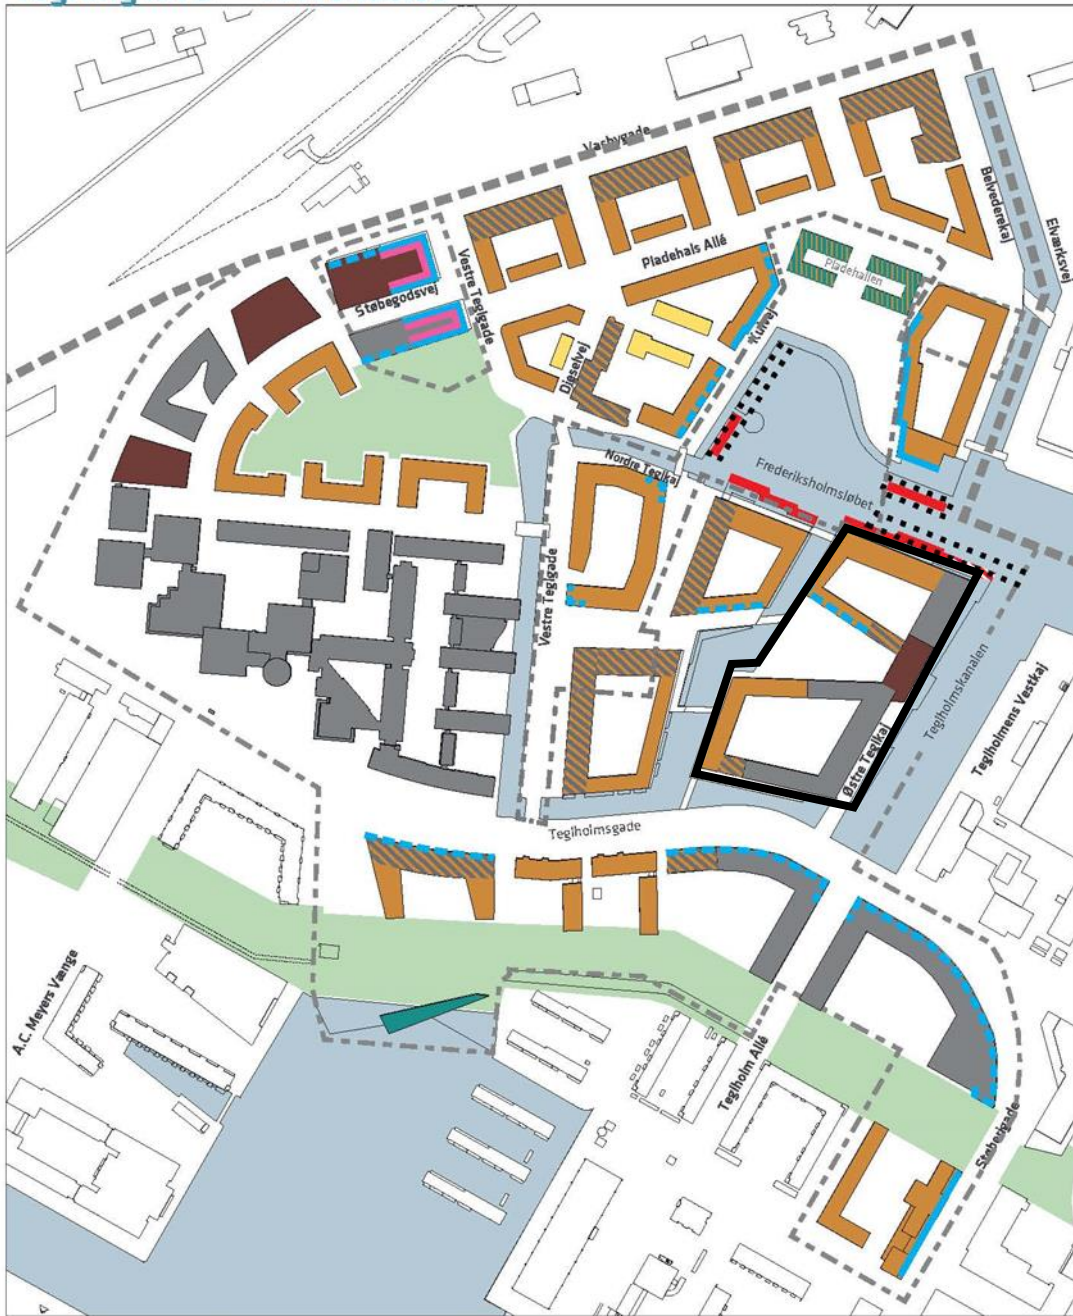 Vasbygade
Belvederekaj
Elværksvej
Vestre Teglgade
Pladehals Allé
Pladehallen
Støbegodsvej
Kulvej
Dieselvej
Nordre Teglkaj
Frederiksholmsløbet
Vestre Teglgade
Teglholmskanalen
Teglholmens Vestkaj
Østre Teglkaj
Teglholmsgade
A.C. Meyers Vænge
Teglholm Allé
Støberigade